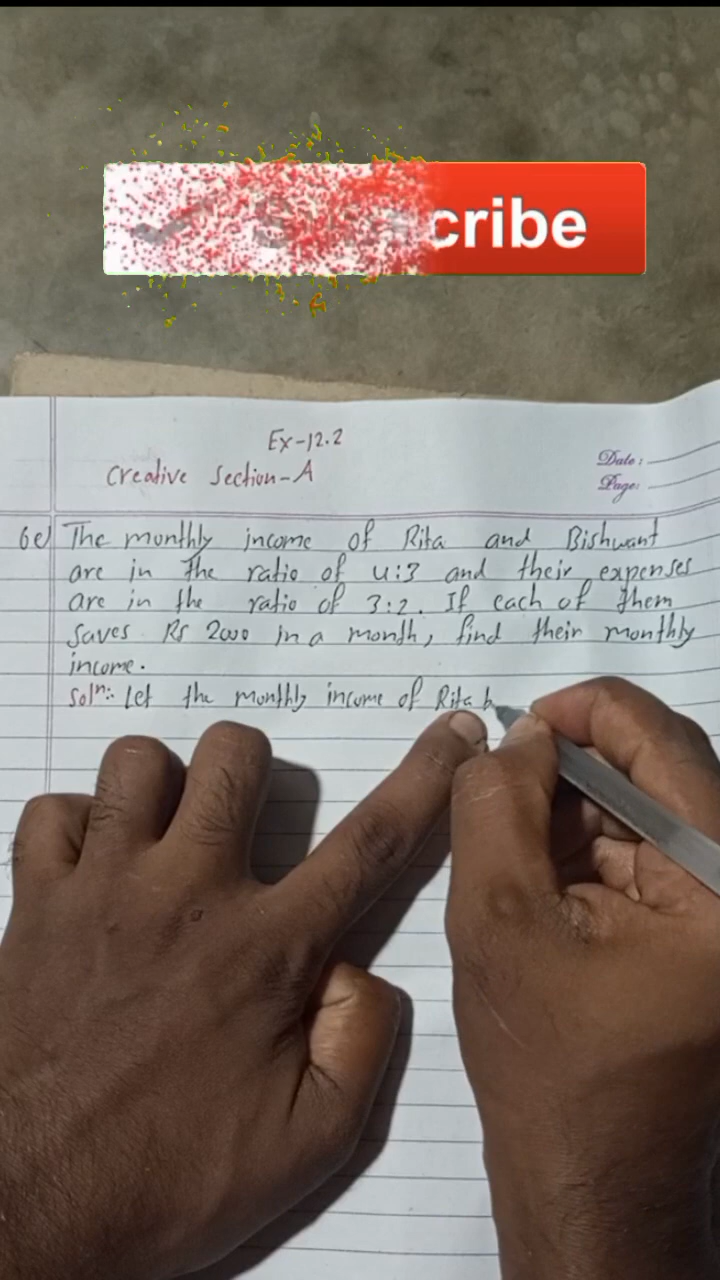 cribe
Ex-12.2
Creative Section-A
Date:
Page:
6e) The monthly income of Rita and Bishwant
are in the ratio of 4:3 and their expenses
are in the ratio of 3:2. If each of them
saves Rs 2000 in a month, find their monthly
income.
Solⁿ:- Let the monthly income of Rita b